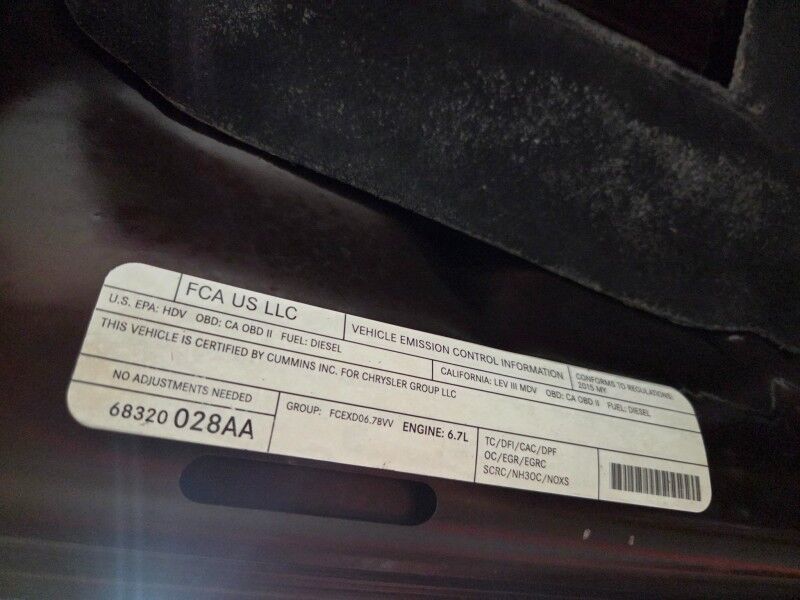 FCA US LLC
VEHICLE EMISSION CONTROL INFORMATION
CONFORMS TO REGULATIONS:
2015 MY
U.S. EPA: HDV OBD: CA OBD II FUEL: DIESEL
CALIFORNIA: LEV III MDV OBD: CA OBD II FUEL: DIESEL
THIS VEHICLE IS CERTIFIED BY CUMMINS INC. FOR CHRYSLER GROUP LLC
NO ADJUSTMENTS NEEDED
68320 028AA
GROUP: FCEXD06.78VV ENGINE: 6.7L
TC/DFI/CAC/DPF
OC/EGR/EGRC
SCRC/NH3OC/NOXS